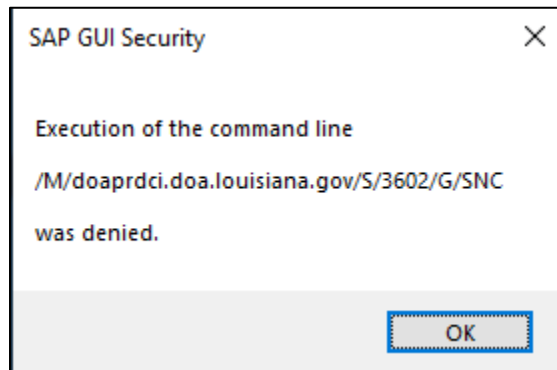 SAP GUI Security
Execution of the command line
/M/doaprdci.doa.louisiana.gov/S/3602/G/SNC
was denied.
OK